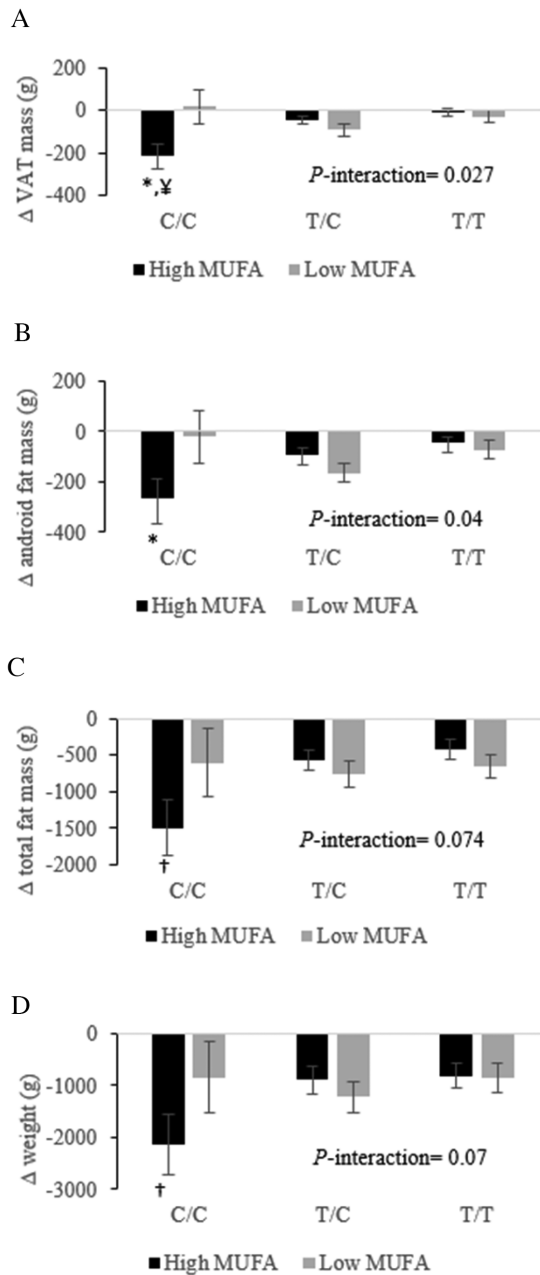 A
Δ VAT mass (g)
200
0
-200
-400
*,¥
P-interaction= 0.027
C/C T/C T/T
High MUFA Low MUFA
B
Δ android fat mass (g)
200
0
-200
-400
*
P-interaction= 0.04
C/C T/C T/T
High MUFA Low MUFA
C
Δ total fat mass (g)
0
-500
-1000
-1500
-2000
†
P-interaction= 0.074
C/C T/C T/T
High MUFA Low MUFA
D
Δ weight (g)
0
-1000
-2000
-3000
†
P-interaction= 0.07
C/C T/C T/T
High MUFA Low MUFA